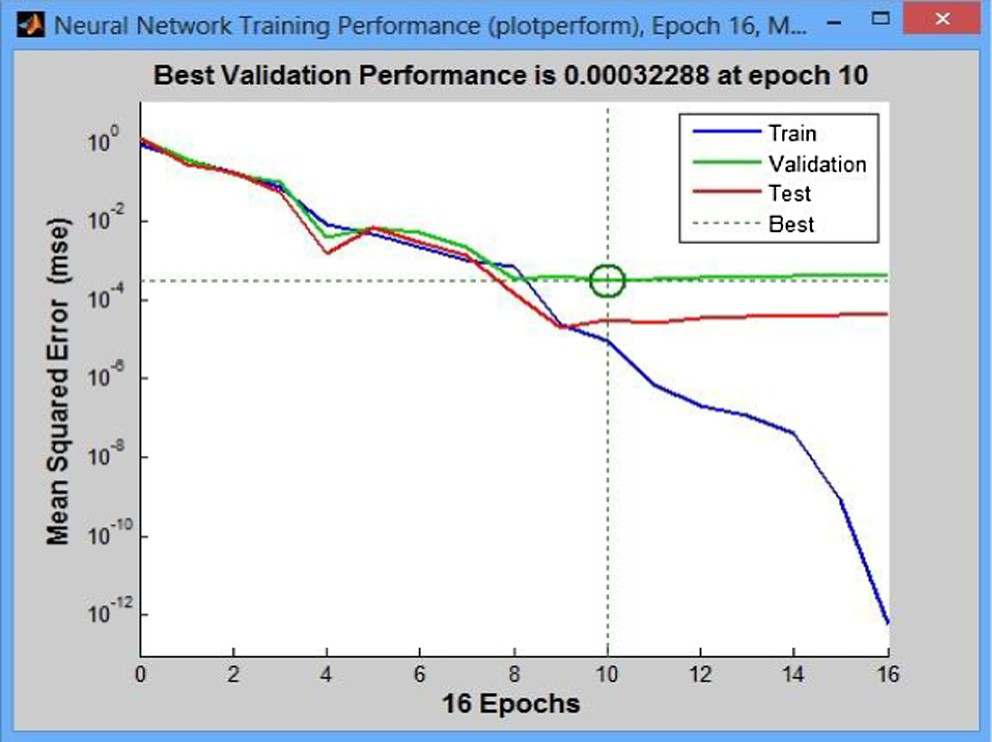 Neural Network Training Performance (plotperform), Epoch 16, M...
Best Validation Performance is 0.00032288 at epoch 10
Train
Validation
Test
Best
Mean Squared Error (mse)
10^0
10^-2
10^-4
10^-6
10^-8
10^-10
10^-12
0 2 4 6 8 10 12 14 16
16 Epochs